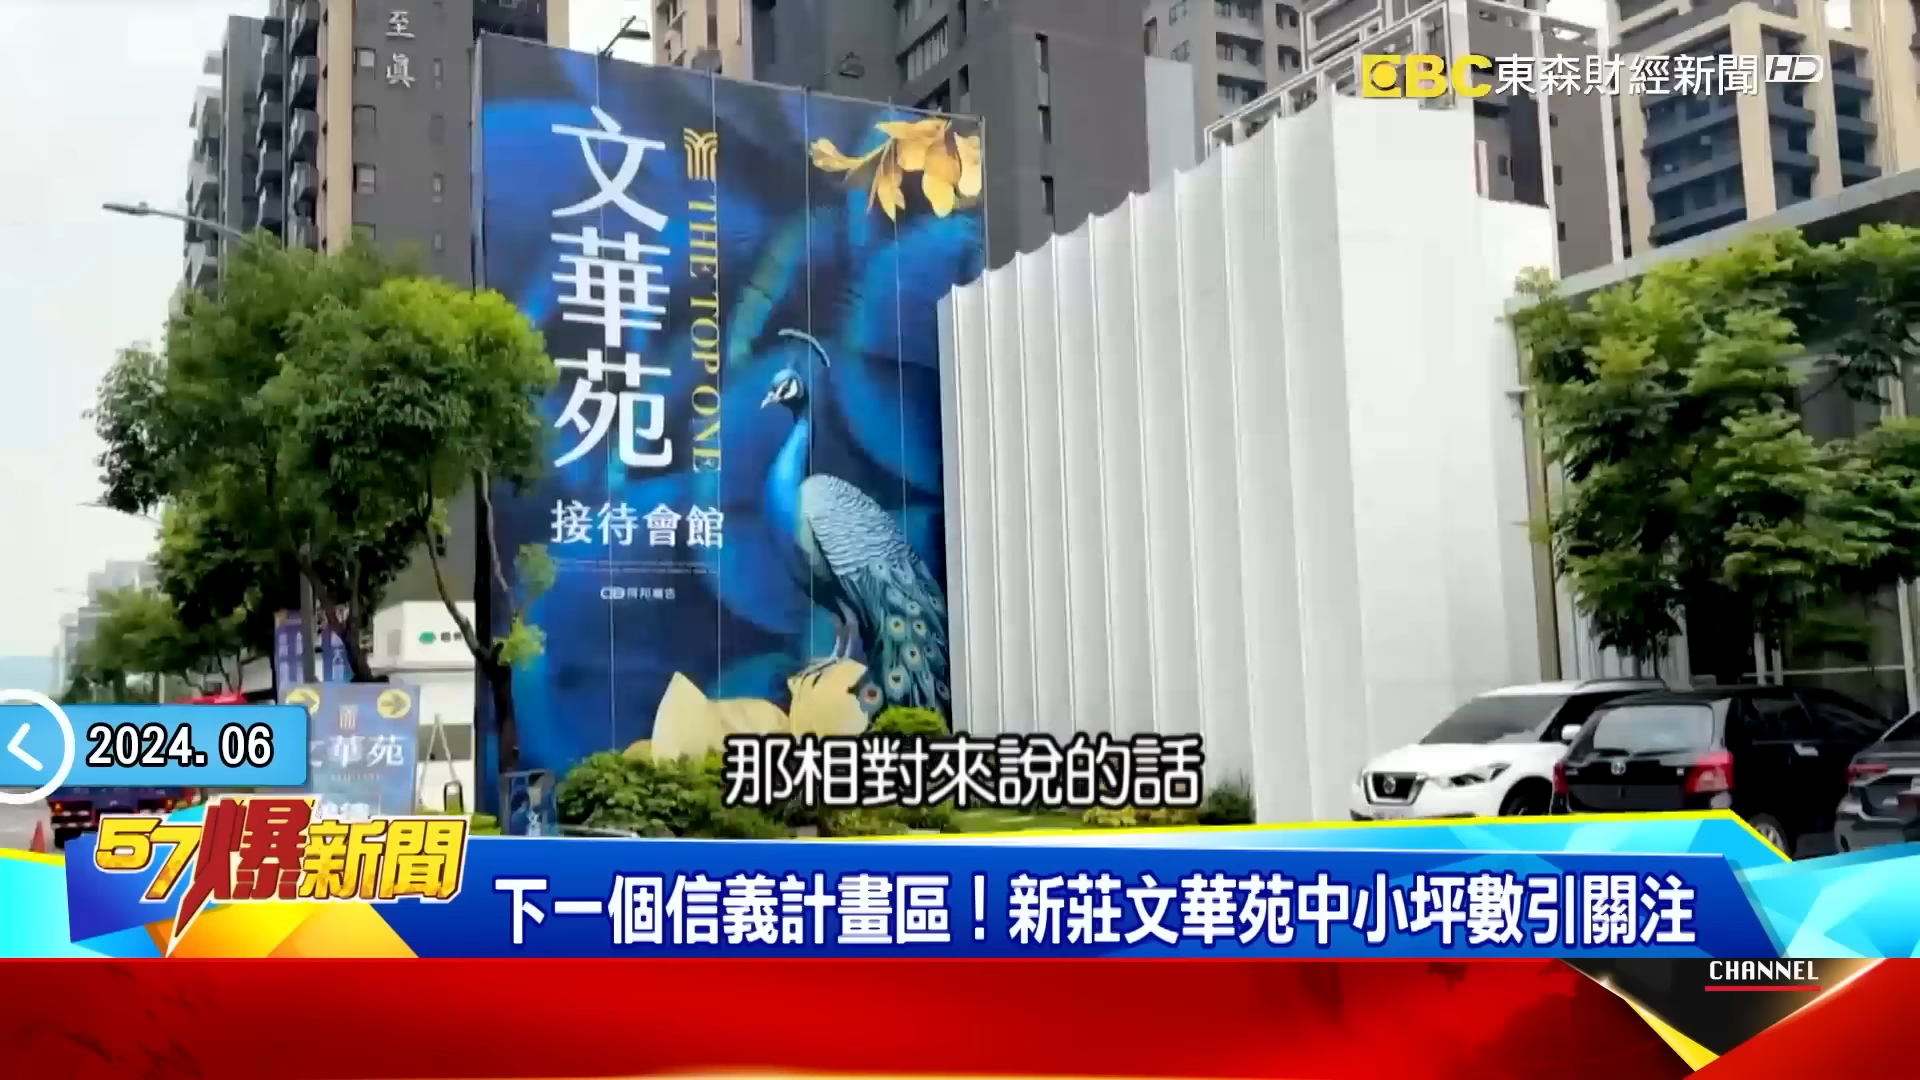 至真
EBC東森財經新聞HD
文華苑
THE TOP ONE
接待會館
文華苑
2024.06
那相對來說的話
57爆新聞
下一個信義計畫區！新莊文華苑中小坪數引關注
CHANNEL